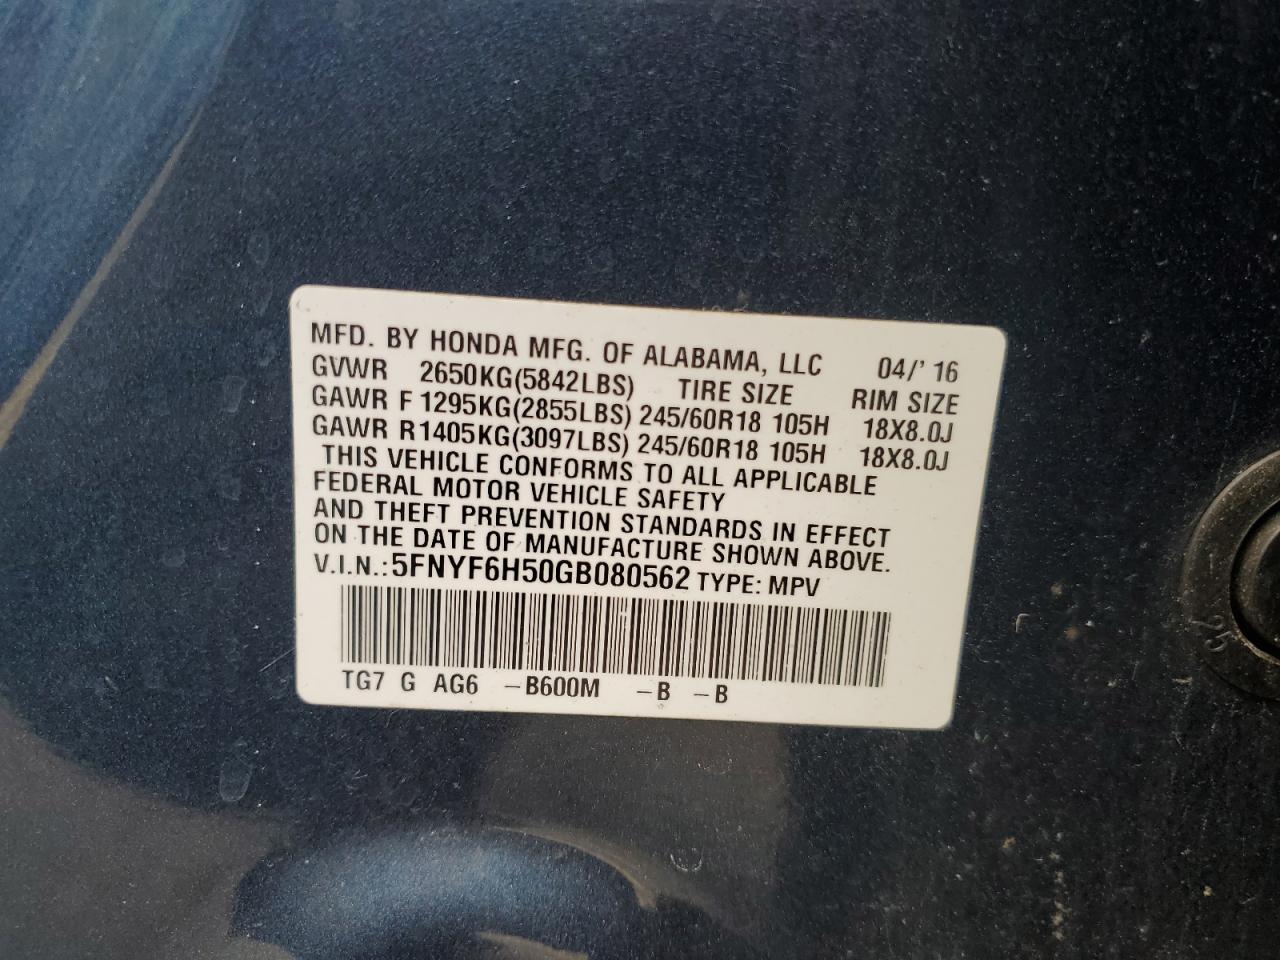 MFD. BY HONDA MFG. OF ALABAMA, LLC 04/'16
GVWR 2650KG(5842LBS) TIRE SIZE RIM SIZE
GAWR F 1295KG(2855LBS) 245/60R18 105H 18X8.0J
GAWR R1405KG(3097LBS) 245/60R18 105H 18X8.0J
THIS VEHICLE CONFORMS TO ALL APPLICABLE
FEDERAL MOTOR VEHICLE SAFETY
AND THEFT PREVENTION STANDARDS IN EFFECT
ON THE DATE OF MANUFACTURE SHOWN ABOVE.
V.I.N.:5FNYF6H50GB080562 TYPE: MPV
TG7 G AG6 -B600M -B -B
25